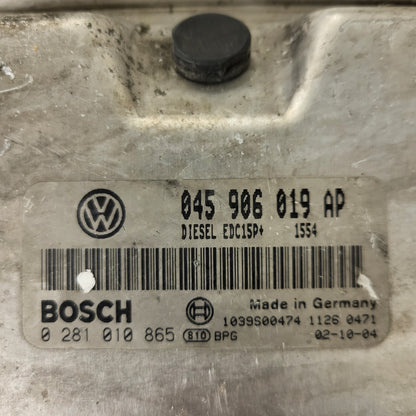 VW
045 906 019 AP
DIESEL EDC15P+ 1554
BOSCH
Made in Germany
1039S00474 1126 0471
0 281 010 865 810 BPG 02-10-04